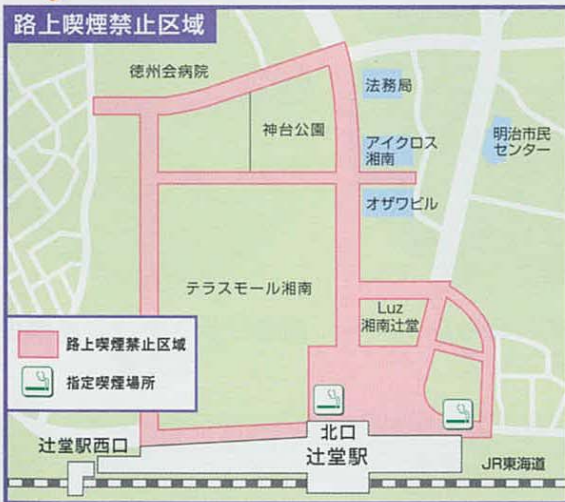 路上喫煙禁止区域
徳州会病院
法務局
神台公園
アイクロス
湘南
明治市民
センター
オザワビル
テラスモール湘南
Luz
湘南辻堂
路上喫煙禁止区域
指定喫煙場所
北口
辻堂駅
辻堂駅西口
JR東海道